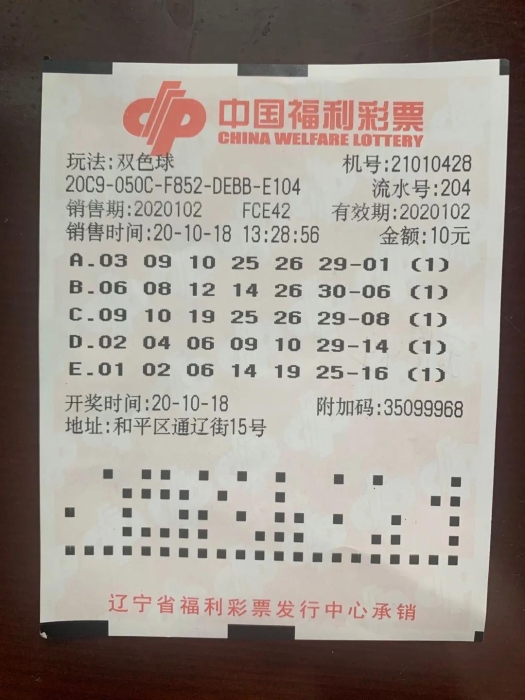 中国福利彩票
CHINA WELFARE LOTTERY
玩法:双色球 机号:21010428
20C9-050C-F852-DEBB-E104 流水号:204
销售期:2020102 FCE42 有效期:2020102
销售时间:20-10-18 13:28:56 金额:10元
A.03 09 10 25 26 29-01 (1)
B.06 08 12 14 26 30-06 (1)
C.09 10 19 25 26 29-08 (1)
D.02 04 06 09 10 29-14 (1)
E.01 02 06 14 19 25-16 (1)
开奖时间:20-10-18 附加码:35099968
地址:和平区通辽街15号
辽宁省福利彩票发行中心承销